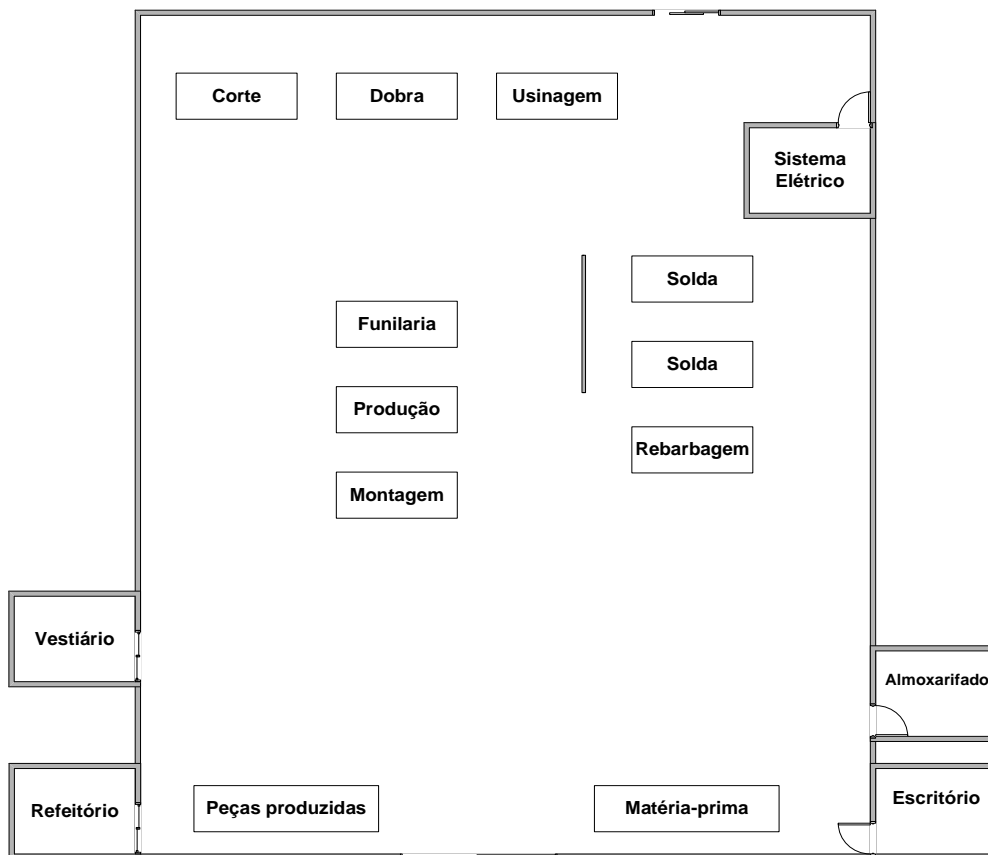 Corte
Dobra
Usinagem
Sistema
Elétrico
Solda
Funilaria
Solda
Produção
Rebarbagem
Montagem
Vestiário
Almoxarifado
Refeitório
Peças produzidas
Matéria-prima
Escritório